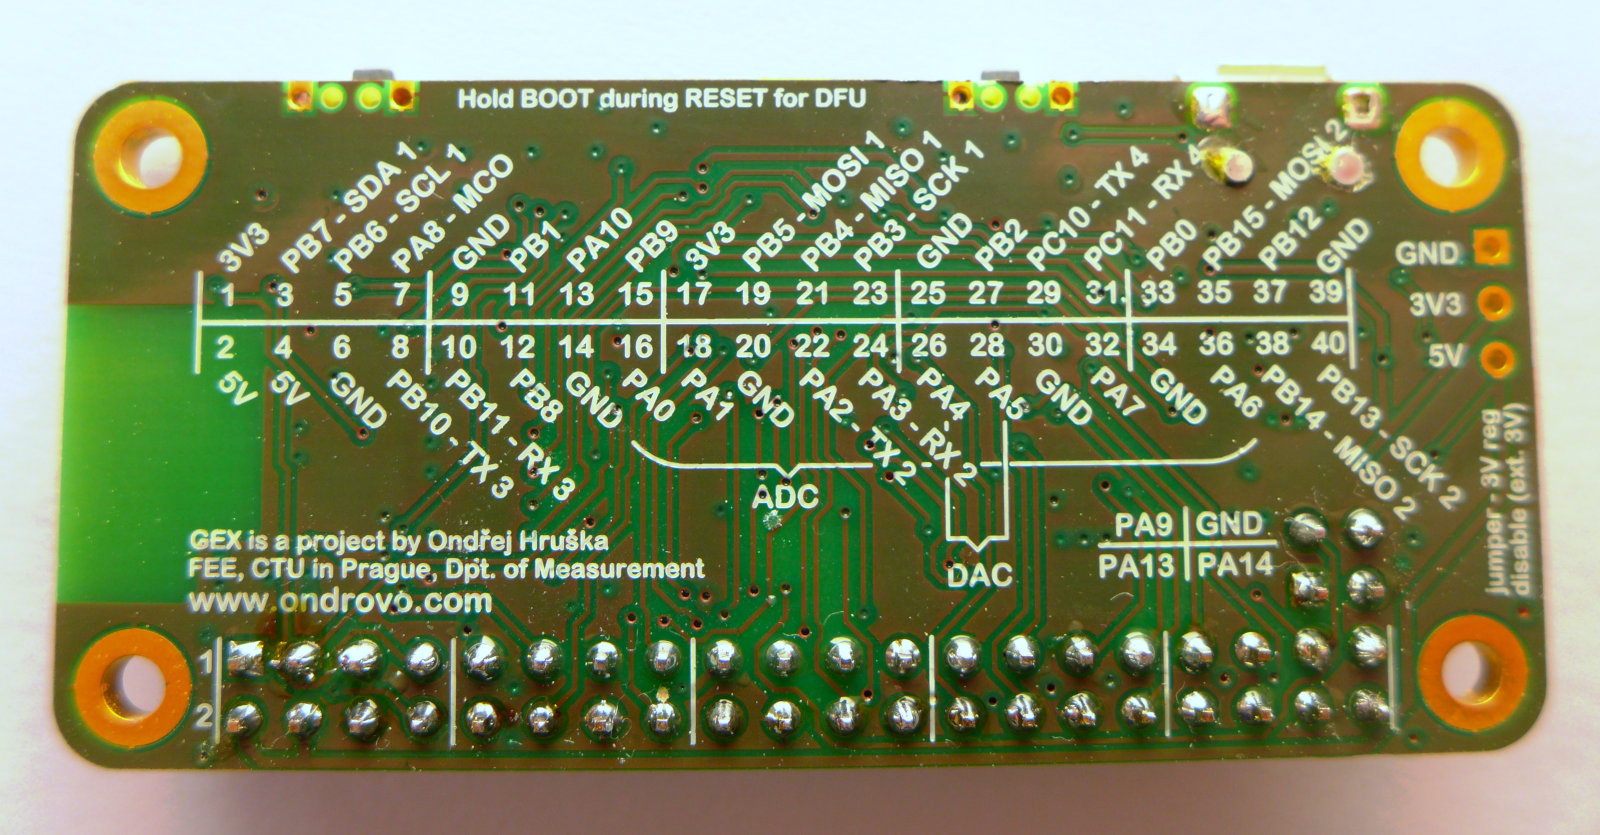 Hold BOOT during RESET for DFU
3V3 PB7 - SDA 1 PB6 - SCL 1 PA8 - MCO GND PB1 PA10 PB9 3V3 PB5 - MOSI 1 PB4 - MISO 1 PB3 - SCK 1 GND PB2 PC10 - TX 4 PC11 - RX 4 PB0 PB15 - MOSI 2 PB12 GND
1 3 5 7 9 11 13 15 17 19 21 23 25 27 29 31 33 35 37 39
2 4 6 8 10 12 14 16 18 20 22 24 26 28 30 32 34 36 38 40
5V 5V GND PB10 - TX 3 PB11 - RX 3 PB8 GND PA0 PA1 GND PA2 - TX 2 PA3 - RX 2 PA4 PA5 GND PA7 GND PA6 PB14 - MISO 2 PB13 - SCK 2
GND
3V3
5V
jumper - 3V reg
disable (ext. 3V)
ADC
DAC
PA9 GND
PA13 PA14
GEX is a project by Ondřej Hruška
FEE, CTU in Prague, Dpt. of Measurement
www.ondrovo.com
1
2